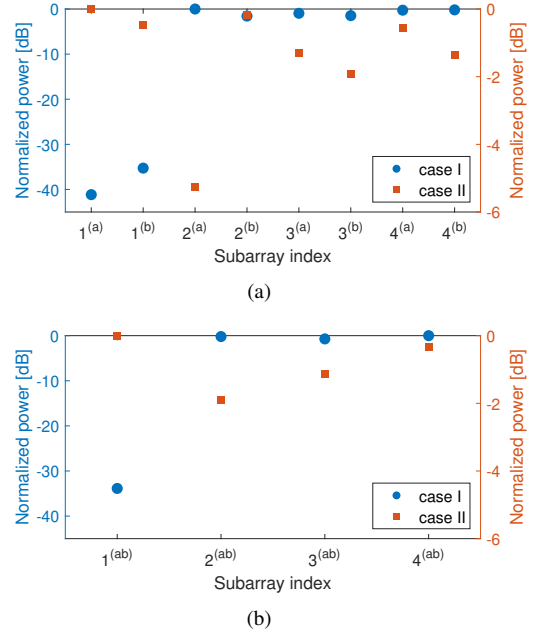 Normalized power [dB]
0
-10
-20
-30
-40
0
-2
-4
-6
Normalized power [dB]
case I
case II
1(a) 1(b) 2(a) 2(b) 3(a) 3(b) 4(a) 4(b)
Subarray index
(a)
Normalized power [dB]
0
-10
-20
-30
-40
0
-2
-4
-6
Normalized power [dB]
case I
case II
1(ab) 2(ab) 3(ab) 4(ab)
Subarray index
(b)